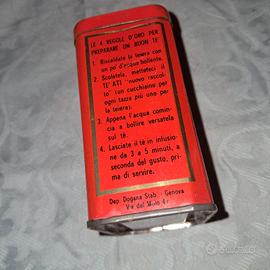 LE 4 REGOLE D'ORO PER
PREPARARE UN BUON TE'
1. Riscaldate la teiera con
un po' d'acqua bollente.
2. Scolatela, metteteci il
TE' ATI "nuovo raccol-
to" (un cucchiaino per
ogni tazza più uno per
la teiera).
3. Appena l'acqua comin-
cia a bollire versatela
sul tè.
4. Lasciate il tè in infusio-
ne da 3 a 5 minuti, a
seconda del gusto, pri-
ma di servire.
Dep. Dogana Stab. Genova
Via del Molo
subito